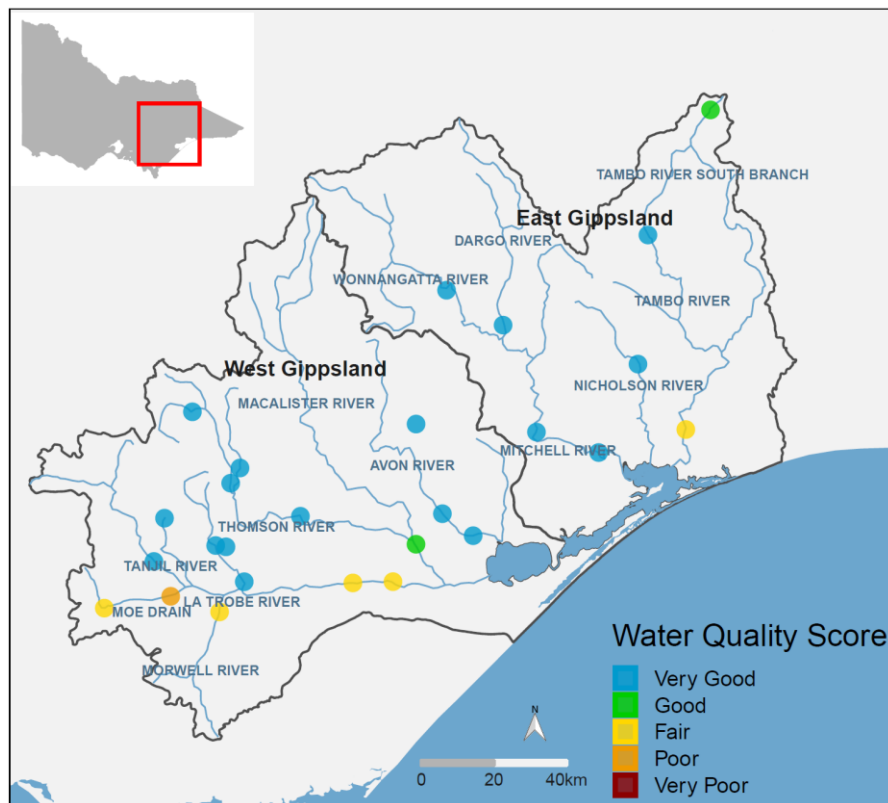 TAMBO RIVER SOUTH BRANCH
East Gippsland
DARGO RIVER
WONNANGATTA RIVER
TAMBO RIVER
West Gippsland
NICHOLSON RIVER
MACALISTER RIVER
MITCHELL RIVER
AVON RIVER
THOMSON RIVER
TANJIL RIVER
LA TROBE RIVER
MOE DRAIN
MORWELL RIVER
Water Quality Score
Very Good
Good
Fair
Poor
Very Poor
N
0 20 40km